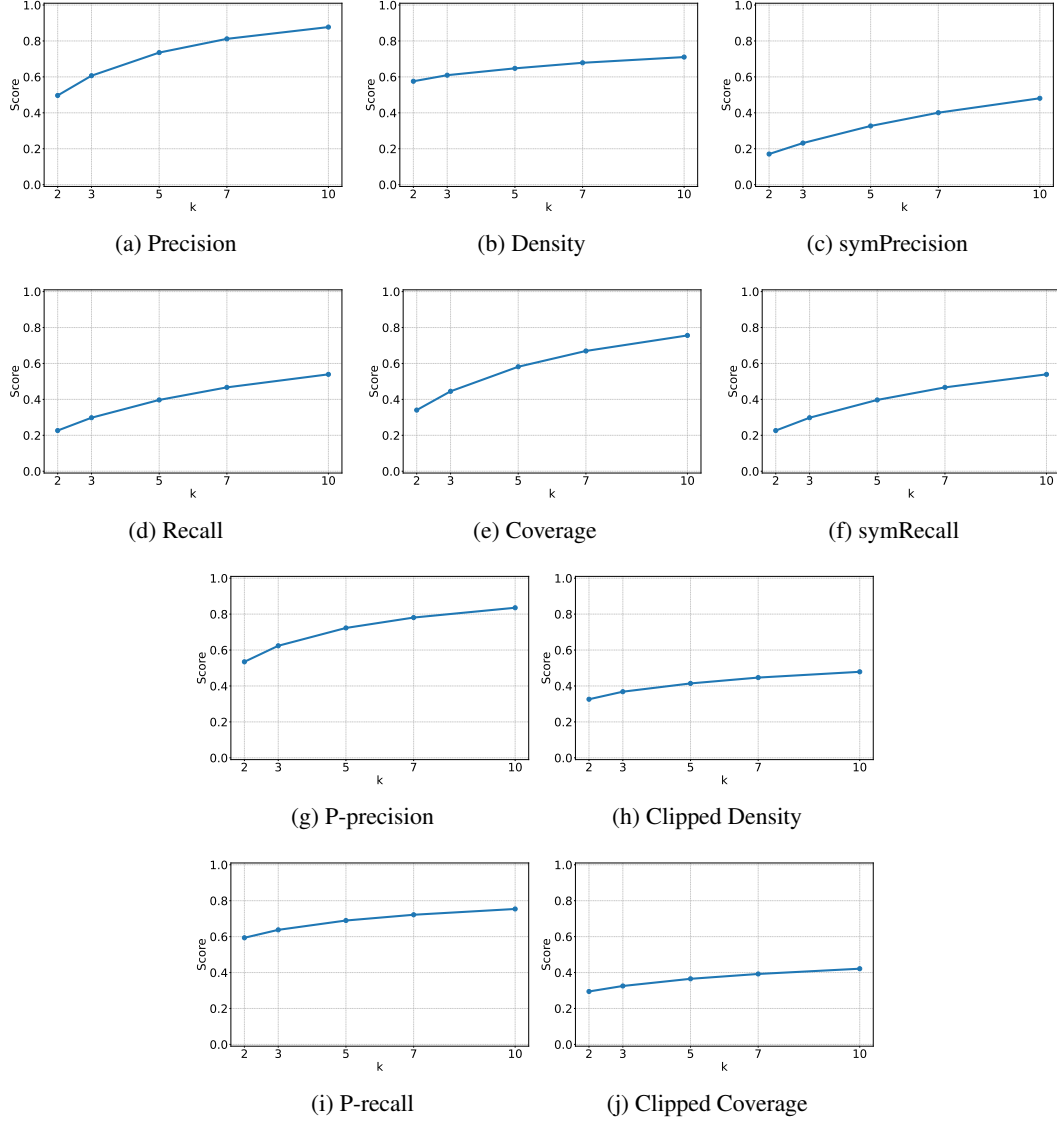 1.0
0.8
0.6
0.4
0.2
0.0
Score
2 3 5 7 10
k
(a) Precision
1.0
0.8
0.6
0.4
0.2
0.0
Score
2 3 5 7 10
k
(b) Density
1.0
0.8
0.6
0.4
0.2
0.0
Score
2 3 5 7 10
k
(c) symPrecision
1.0
0.8
0.6
0.4
0.2
0.0
Score
2 3 5 7 10
k
(d) Recall
1.0
0.8
0.6
0.4
0.2
0.0
Score
2 3 5 7 10
k
(e) Coverage
1.0
0.8
0.6
0.4
0.2
0.0
Score
2 3 5 7 10
k
(f) symRecall
1.0
0.8
0.6
0.4
0.2
0.0
Score
2 3 5 7 10
k
(g) P-precision
1.0
0.8
0.6
0.4
0.2
0.0
Score
2 3 5 7 10
k
(h) Clipped Density
1.0
0.8
0.6
0.4
0.2
0.0
Score
2 3 5 7 10
k
(i) P-recall
1.0
0.8
0.6
0.4
0.2
0.0
Score
2 3 5 7 10
k
(j) Clipped Coverage